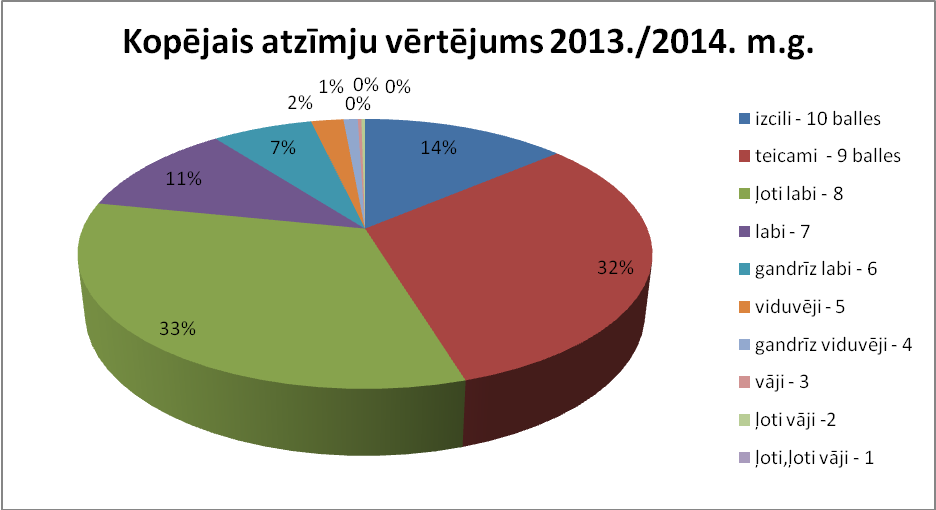 Kopējais atzīmju vērtējums 2013./2014. m.g.
1% 0% 0%
2% 0%
14%
7%
11%
32%
33%
izcili - 10 balles
teicami - 9 balles
ļoti labi - 8
labi - 7
gandrīz labi - 6
viduvēji - 5
gandrīz viduvēji - 4
vāji - 3
ļoti vāji -2
ļoti,ļoti vāji - 1